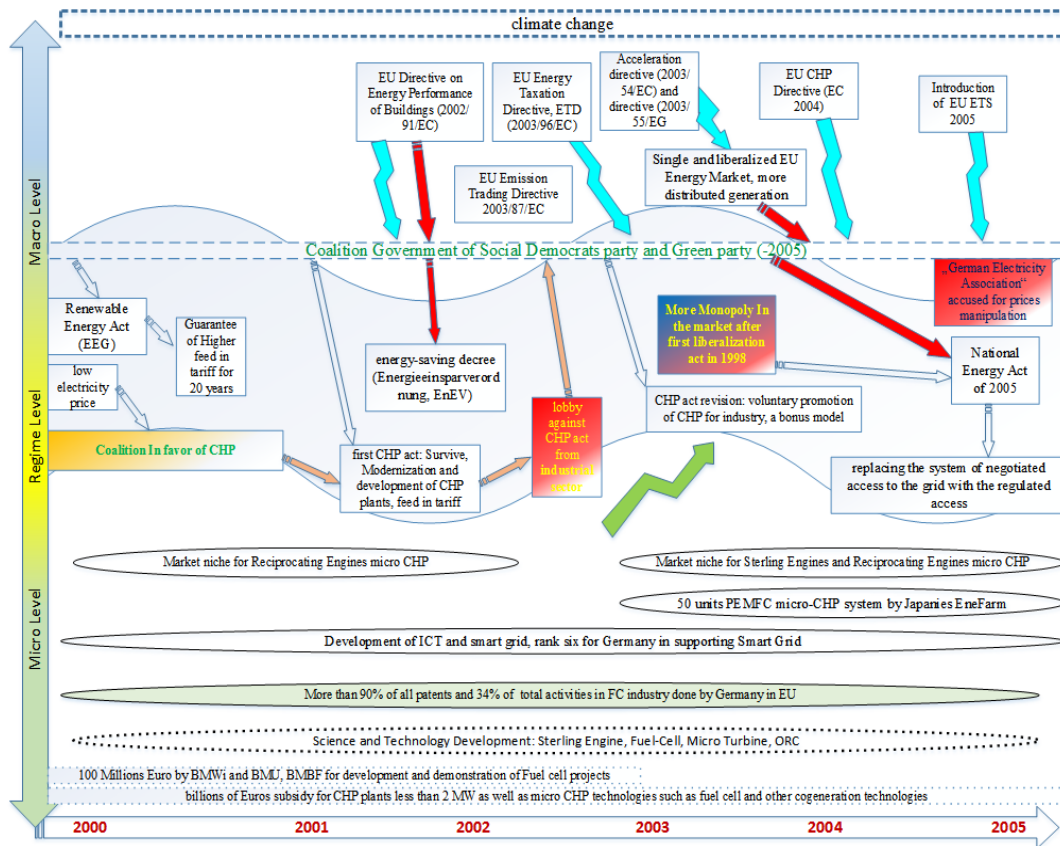 climate change
EU Directive on
Energy Performance
of Buildings (2002/
91/EC)
EU Energy
Taxation
Directive, ETD
(2003/96/EC)
Acceleration
directive (2003/
54/EC) and
directive (2003/
55/EG
EU CHP
Directive (EC
2004)
Introduction
of EU ETS
2005
EU Emission
Trading Directive
2003/87/EC
Single and liberalized EU
Energy Market, more
distributed generation
Macro Level
Coalition Government of Social Democrats party and Green party (-2005)
Renewable
Energy Act
(EEG)
Guarantee
of Higher
feed in
tariff for
20 years
low
electricity
price
energy-saving decree
(Energieeinsparverord
nung, EnEV)
More Monopoly In
the market after
first liberalization
act in 1998
„German Electricity
Association“
accused for prices
manipulation
National
Energy Act
of 2005
Regime Level
Coalition In favor of CHP
first CHP act: Survive,
Modernization and
development of CHP
plants, feed in tariff
lobby
against
CHP act
from
industrial
sector
CHP act revision: voluntary promotion
of CHP for industry, a bonus model
replacing the system of negotiated
access to the grid with the regulated
access
Micro Level
Market niche for Reciprocating Engines micro CHP
Market niche for Sterling Engines and Reciprocating Engines micro CHP
50 units PEMFC micro-CHP system by Japanies EneFarm
Development of ICT and smart grid, rank six for Germany in supporting Smart Grid
More than 90% of all patents and 34% of total activities in FC industry done by Germany in EU
Science and Technology Development: Sterling Engine, Fuel-Cell, Micro Turbine, ORC
100 Millions Euro by BMWi and BMU, BMBF for development and demonstration of Fuel cell projects
billions of Euros subsidy for CHP plants less than 2 MW as well as micro CHP technologies such as fuel cell and other cogeneration technologies
2000 2001 2002 2003 2004 2005